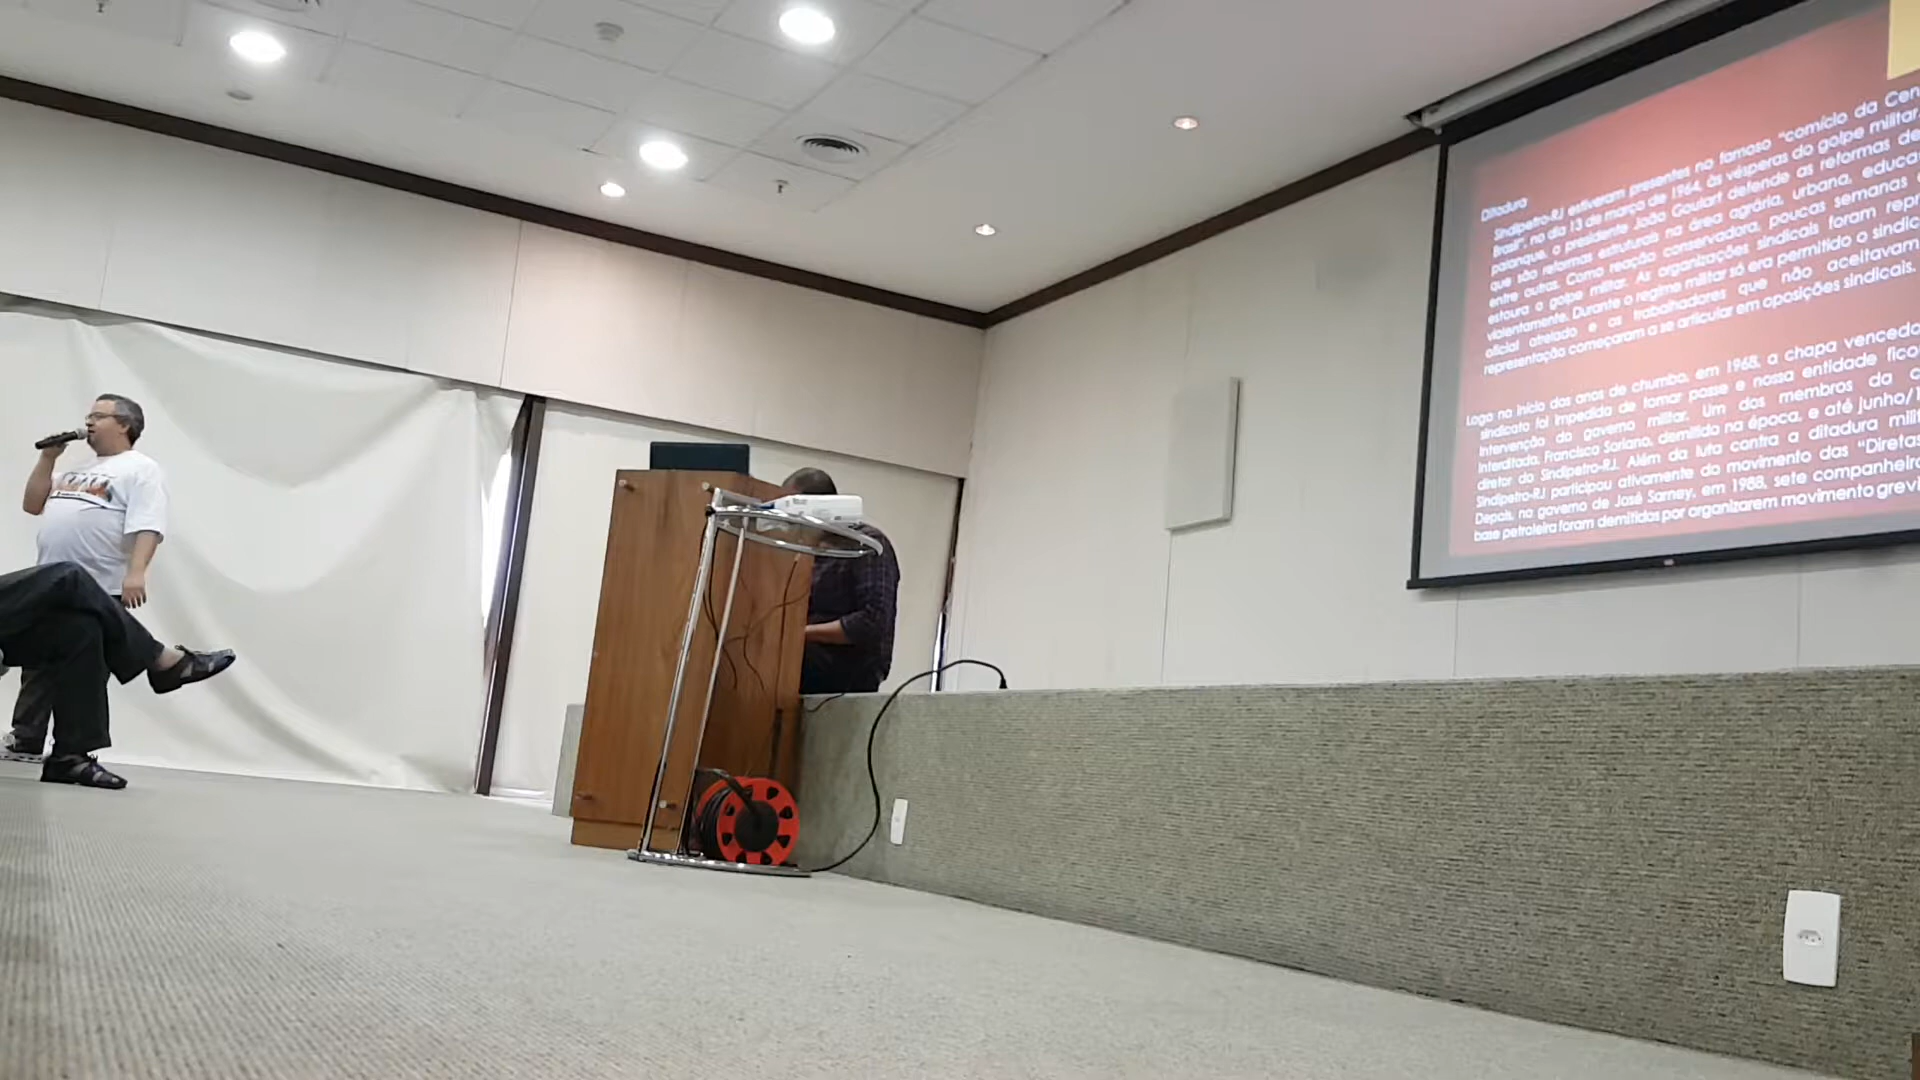 Ditadura
Sindipetro-RJ estiveram presentes no famoso "comício da Cen
Brasil", no dia 13 de março de 1964, às vésperas do golpe militar.
palanque, o presidente João Goulart defende as reformas de
que são reformas estruturais na área agrária, urbana, educa
entre outras. Como reação conservadora, poucas semanas
estoura o golpe militar. As organizações sindicais foram repr
violentamente. Durante o regime militar só era permitido o sindic
oficial atrelado e os trabalhadores que não aceitavam
representação começaram a se articular em oposições sindicais.
Logo no início dos anos de chumbo, em 1968, a chapa vencedo
sindicato foi impedida de tomar posse e nossa entidade fico
intervenção do governo militar. Um dos membros da c
interditada, Francisco Soriano, demitido na época, e até junho/1
diretor do Sindipetro-RJ. Além da luta contra a ditadura milit
Sindipetro-RJ participou ativamente do movimento das "Diretas
Depois, no governo de José Sarney, em 1988, sete companheiro
base petroleira foram demitidos por organizarem movimento grevi